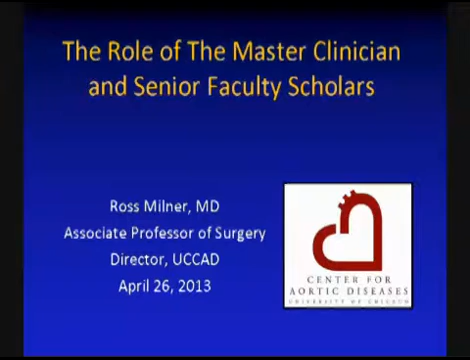 The Role of The Master Clinician
and Senior Faculty Scholars
Ross Milner, MD
Associate Professor of Surgery
Director, UCCAD
April 26, 2013
CENTER FOR
AORTIC DISEASES
UNIVERSITY OF CHICAGO